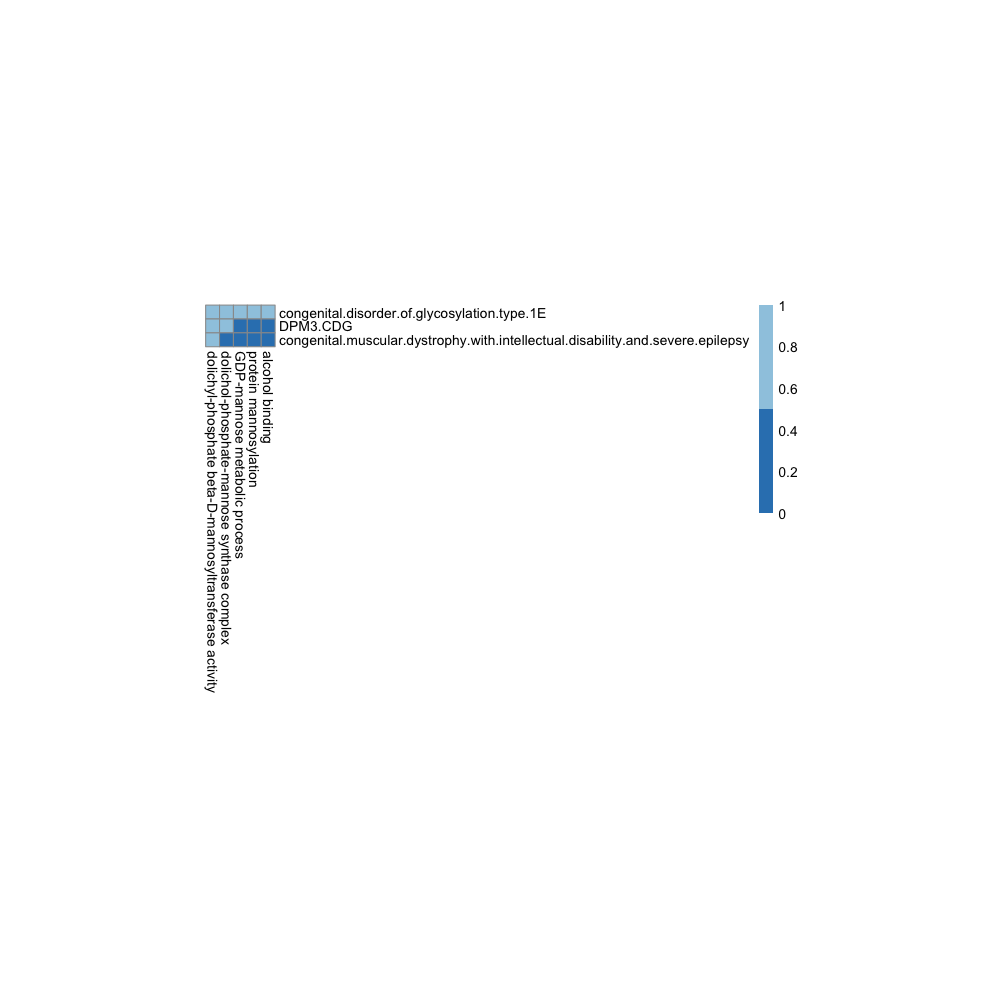 congenital.disorder.of.glycosylation.type.1E
DPM3.CDG
congenital.muscular.dystrophy.with.intellectual.disability.and.severe.epilepsy
dolichyl-phosphate beta-D-mannosyltransferase activity
dolichol-phosphate-mannose synthase complex
GDP-mannose metabolic process
protein mannosylation
alcohol binding
1
0.8
0.6
0.4
0.2
0